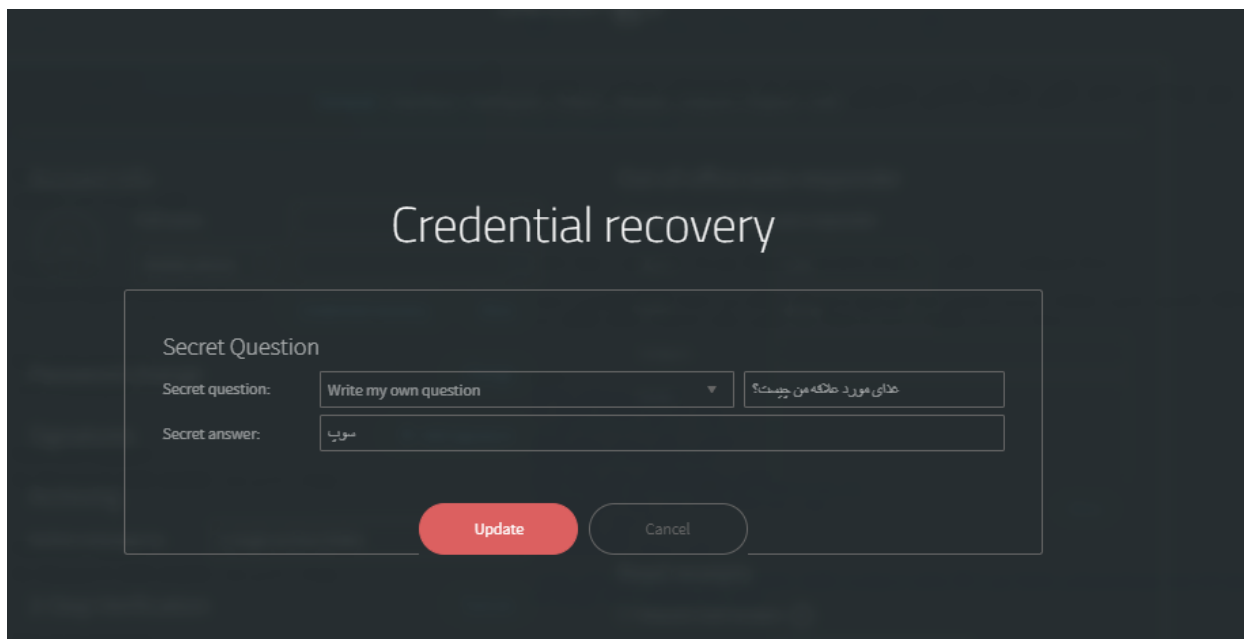 Credential recovery
Secret Question
Secret question: Write my own question غذای مورد علاقه من چیست؟
Secret answer: سوپ
Update Cancel